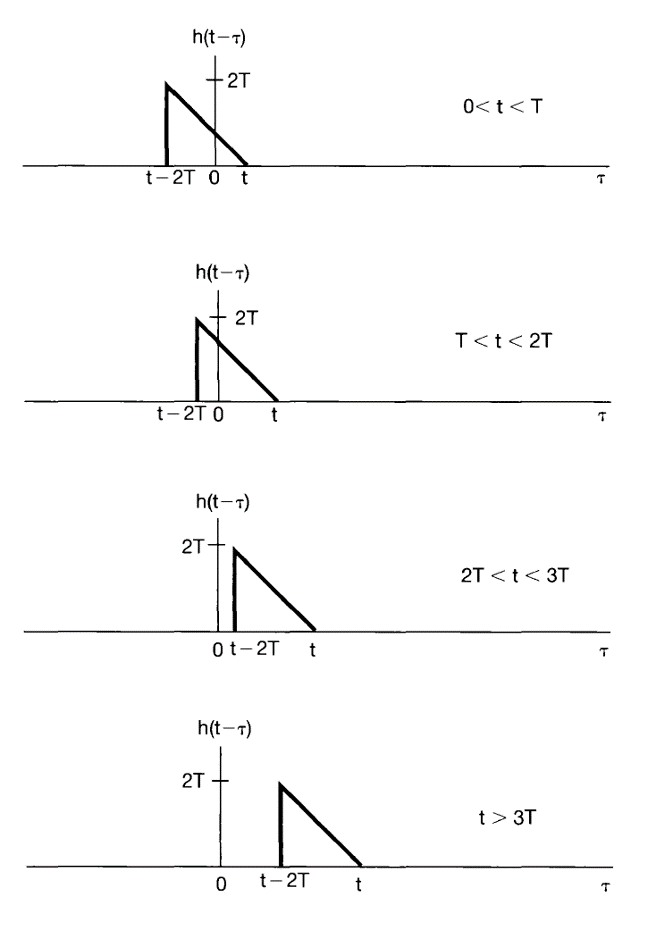 h(t−τ)
2T
0< t < T
t−2T 0 t τ
h(t−τ)
2T
T < t < 2T
t−2T 0 t τ
h(t−τ)
2T
2T < t < 3T
0 t−2T t τ
h(t−τ)
2T
t > 3T
0 t−2T t τ